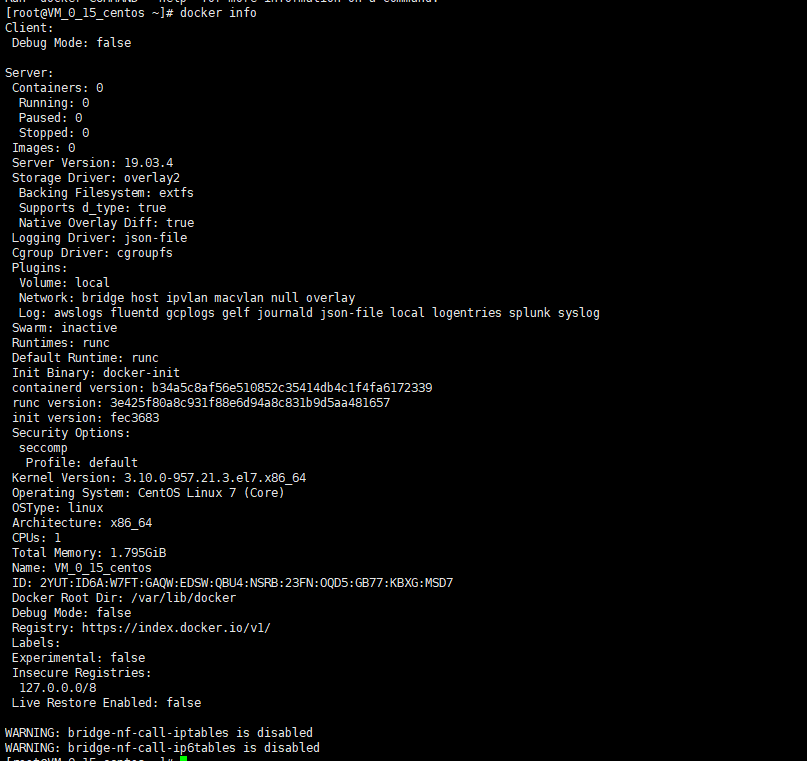 [root@VM_0_15_centos ~]# docker info
Client:
 Debug Mode: false

Server:
 Containers: 0
  Running: 0
  Paused: 0
  Stopped: 0
 Images: 0
 Server Version: 19.03.4
 Storage Driver: overlay2
  Backing Filesystem: extfs
  Supports d_type: true
  Native Overlay Diff: true
 Logging Driver: json-file
 Cgroup Driver: cgroupfs
 Plugins:
  Volume: local
  Network: bridge host ipvlan macvlan null overlay
  Log: awslogs fluentd gcplogs gelf journald json-file local logentries splunk syslog
 Swarm: inactive
 Runtimes: runc
 Default Runtime: runc
 Init Binary: docker-init
 containerd version: b34a5c8af56e510852c35414db4c1f4fa6172339
 runc version: 3e425f80a8c931f88e6d94a8c831b9d5aa481657
 init version: fec3683
 Security Options:
  seccomp
   Profile: default
 Kernel Version: 3.10.0-957.21.3.el7.x86_64
 Operating System: CentOS Linux 7 (Core)
 OSType: linux
 Architecture: x86_64
 CPUs: 1
 Total Memory: 1.795GiB
 Name: VM_0_15_centos
 ID: 2YUT:ID6A:W7FT:GAQW:EDSW:QBU4:NSRB:23FN:OQD5:GB77:KBXG:MSD7
 Docker Root Dir: /var/lib/docker
 Debug Mode: false
 Registry: https://index.docker.io/v1/
 Labels:
 Experimental: false
 Insecure Registries:
  127.0.0.0/8
 Live Restore Enabled: false

WARNING: bridge-nf-call-iptables is disabled
WARNING: bridge-nf-call-ip6tables is disabled
[root@VM_0_15_centos ~]#